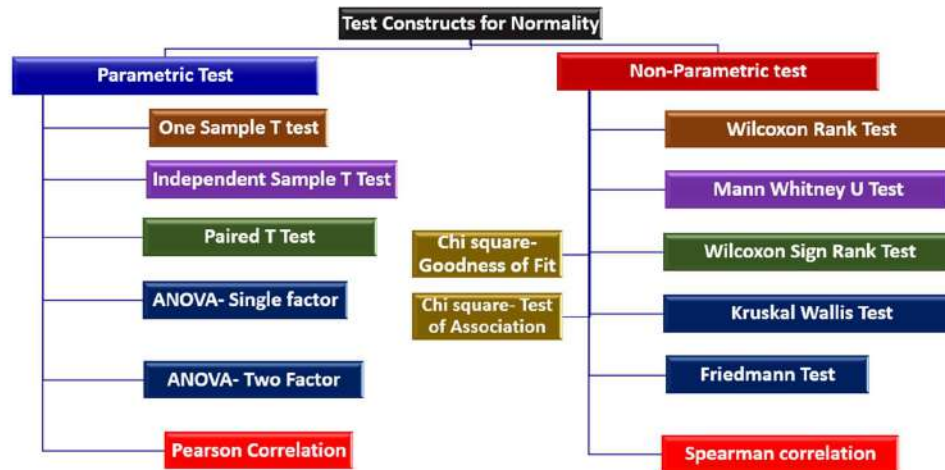 Test Constructs for Normality
Parametric Test
One Sample T test
Independent Sample T Test
Paired T Test
ANOVA- Single factor
ANOVA- Two Factor
Pearson Correlation
Non-Parametric test
Chi square-
Goodness of Fit
Chi square- Test
of Association
Wilcoxon Rank Test
Mann Whitney U Test
Wilcoxon Sign Rank Test
Kruskal Wallis Test
Friedmann Test
Spearman correlation